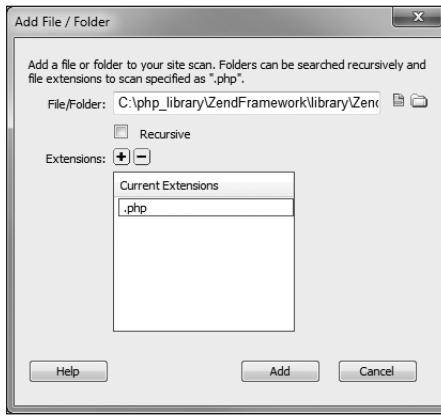 Add File / Folder
Add a file or folder to your site scan. Folders can be searched recursively and
file extensions to scan specified as ".php".
File/Folder: C:\php_library\ZendFramework\library\Zend
Recursive
Extensions:
Current Extensions
.php
Help Add Cancel